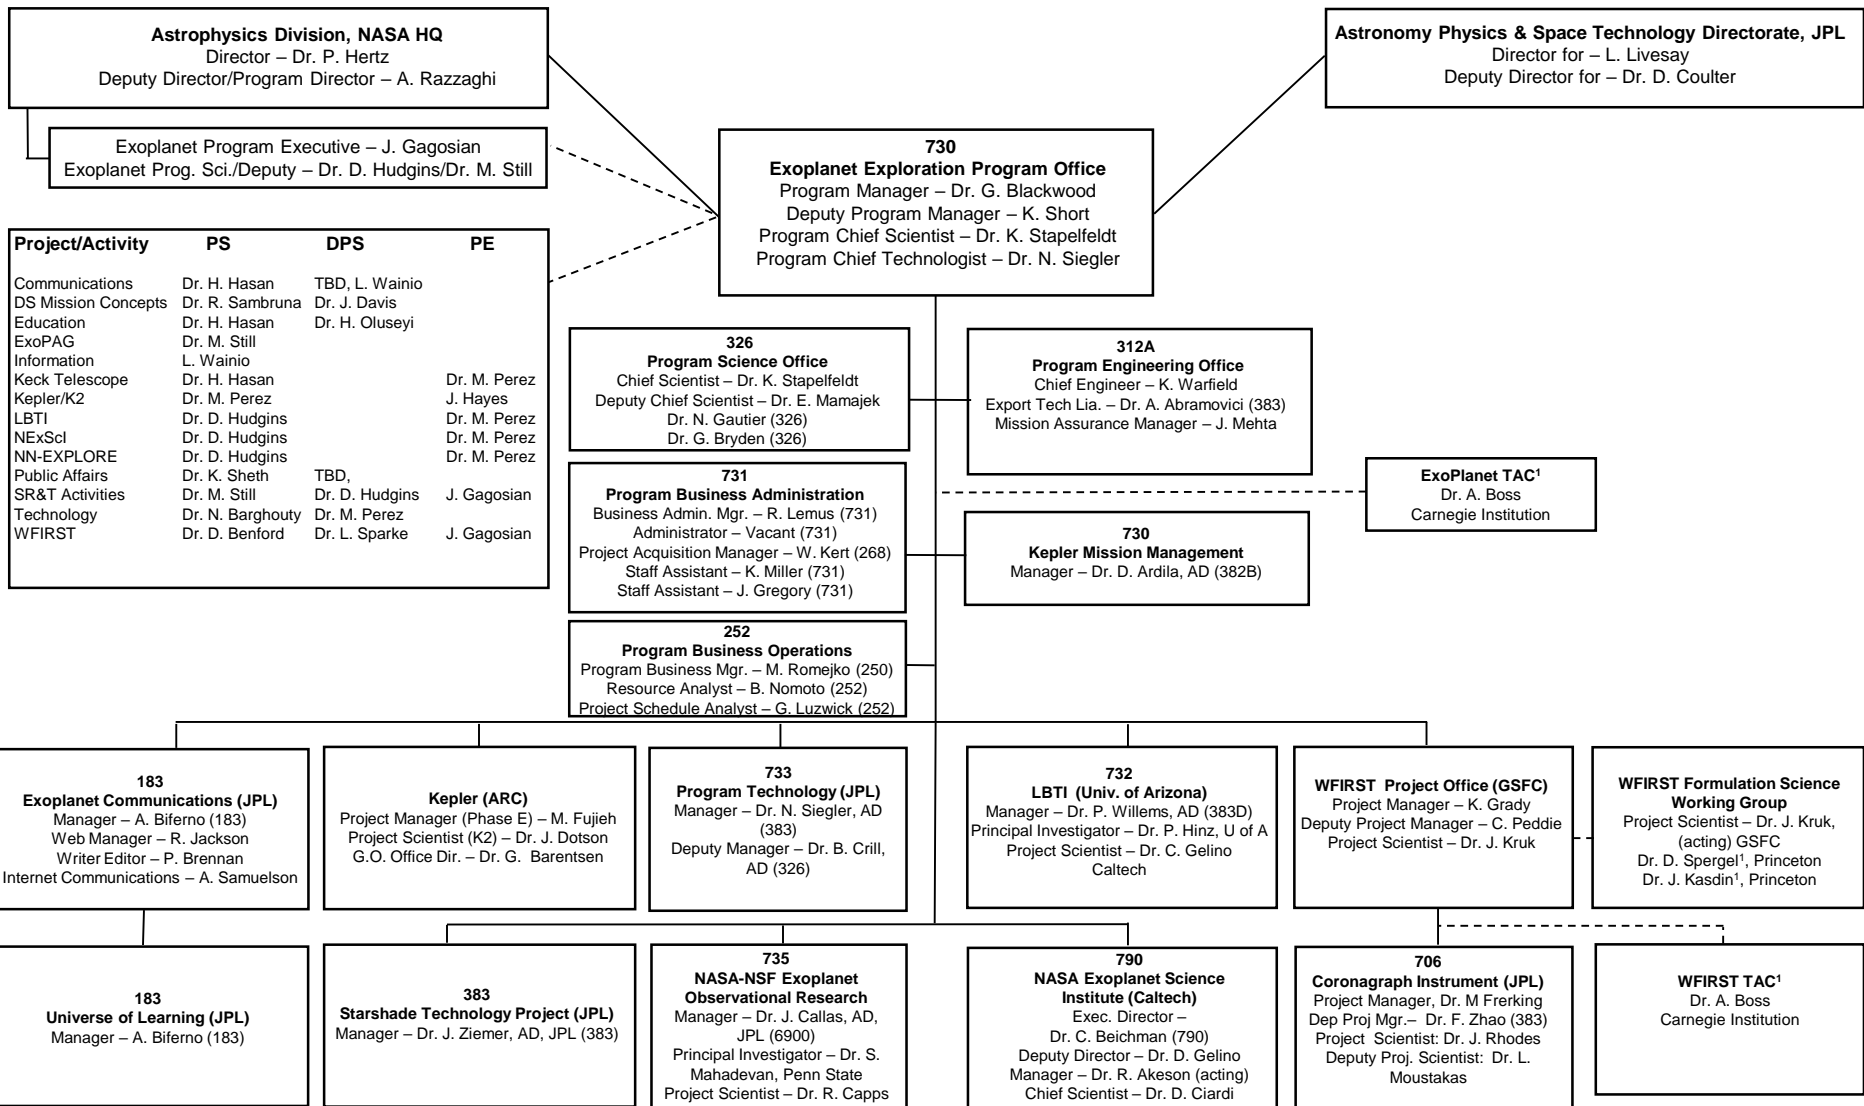 Astrophysics Division, NASA HQ
Director – Dr. P. Hertz
Deputy Director/Program Director – A. Razzaghi
Astronomy Physics & Space Technology Directorate, JPL
Director for – L. Livesay
Deputy Director for – Dr. D. Coulter
Exoplanet Program Executive – J. Gagosian
Exoplanet Prog. Sci./Deputy – Dr. D. Hudgins/Dr. M. Still
730
Exoplanet Exploration Program Office
Program Manager – Dr. G. Blackwood
Deputy Program Manager – K. Short
Program Chief Scientist – Dr. K. Stapelfeldt
Program Chief Technologist – Dr. N. Siegler
Project/Activity PS DPS PE
Communications Dr. H. Hasan TBD, L. Wainio
DS Mission Concepts Dr. R. Sambruna Dr. J. Davis
Education Dr. H. Hasan Dr. H. Oluseyi
ExoPAG Dr. M. Still
Information L. Wainio
Keck Telescope Dr. H. Hasan Dr. M. Perez
Kepler/K2 Dr. M. Perez J. Hayes
LBTI Dr. D. Hudgins Dr. M. Perez
NExScI Dr. D. Hudgins Dr. M. Perez
NN-EXPLORE Dr. D. Hudgins Dr. M. Perez
Public Affairs Dr. K. Sheth TBD,
SR&T Activities Dr. M. Still Dr. D. Hudgins J. Gagosian
Technology Dr. N. Barghouty Dr. M. Perez
WFIRST Dr. D. Benford Dr. L. Sparke J. Gagosian
326
Program Science Office
Chief Scientist – Dr. K. Stapelfeldt
Deputy Chief Scientist – Dr. E. Mamajek
Dr. N. Gautier (326)
Dr. G. Bryden (326)
312A
Program Engineering Office
Chief Engineer – K. Warfield
Export Tech Lia. – Dr. A. Abramovici (383)
Mission Assurance Manager – J. Mehta
731
Program Business Administration
Business Admin. Mgr. – R. Lemus (731)
Administrator – Vacant (731)
Project Acquisition Manager – W. Kert (268)
Staff Assistant – K. Miller (731)
Staff Assistant – J. Gregory (731)
ExoPlanet TAC¹
Dr. A. Boss
Carnegie Institution
730
Kepler Mission Management
Manager – Dr. D. Ardila, AD (382B)
252
Program Business Operations
Program Business Mgr. – M. Romejko (250)
Resource Analyst – B. Nomoto (252)
Project Schedule Analyst – G. Luzwick (252)
183
Exoplanet Communications (JPL)
Manager – A. Biferno (183)
Web Manager – R. Jackson
Writer Editor – P. Brennan
Internet Communications – A. Samuelson
Kepler (ARC)
Project Manager (Phase E) – M. Fujieh
Project Scientist (K2) – Dr. J. Dotson
G.O. Office Dir. – Dr. G. Barentsen
733
Program Technology (JPL)
Manager – Dr. N. Siegler, AD
(383)
Deputy Manager – Dr. B. Crill,
AD (326)
732
LBTI (Univ. of Arizona)
Manager – Dr. P. Willems, AD (383D)
Principal Investigator – Dr. P. Hinz, U of A
Project Scientist – Dr. C. Gelino
Caltech
WFIRST Project Office (GSFC)
Project Manager – K. Grady
Deputy Project Manager – C. Peddie
Project Scientist – Dr. J. Kruk
WFIRST Formulation Science
Working Group
Project Scientist – Dr. J. Kruk,
(acting) GSFC
Dr. D. Spergel¹, Princeton
Dr. J. Kasdin¹, Princeton
183
Universe of Learning (JPL)
Manager – A. Biferno (183)
383
Starshade Technology Project (JPL)
Manager – Dr. J. Ziemer, AD, JPL (383)
735
NASA-NSF Exoplanet
Observational Research
Manager – Dr. J. Callas, AD,
JPL (6900)
Principal Investigator – Dr. S.
Mahadevan, Penn State
Project Scientist – Dr. R. Capps
790
NASA Exoplanet Science
Institute (Caltech)
Exec. Director –
Dr. C. Beichman (790)
Deputy Director – Dr. D. Gelino
Manager – Dr. R. Akeson (acting)
Chief Scientist – Dr. D. Ciardi
706
Coronagraph Instrument (JPL)
Project Manager, Dr. M Frerking
Dep Proj Mgr.– Dr. F. Zhao (383)
Project Scientist: Dr. J. Rhodes
Deputy Proj. Scientist: Dr. L.
Moustakas
WFIRST TAC¹
Dr. A. Boss
Carnegie Institution